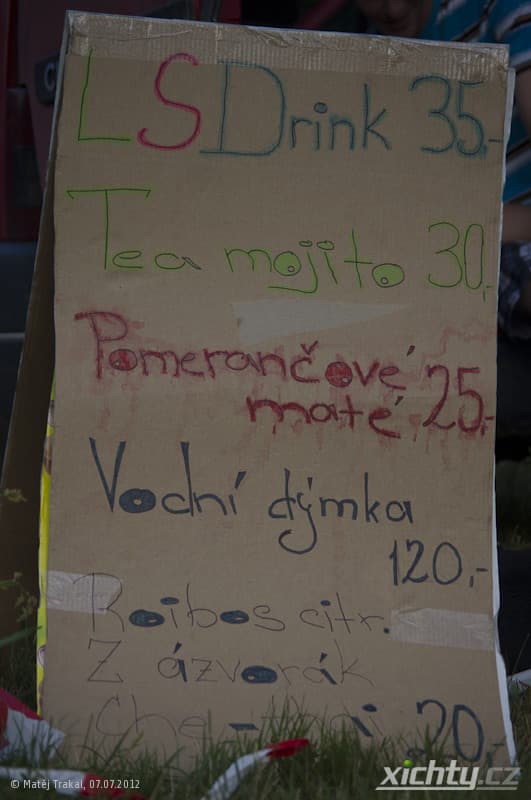 LSDrink 35,-
Tea mojito 30,-
Pomerančové
maté 25,-
Vodní dýmka
120,-
Roibos citr.
Zázvorák
20,-
© Matěj Trakal, 07.07.2012
xichty.cz